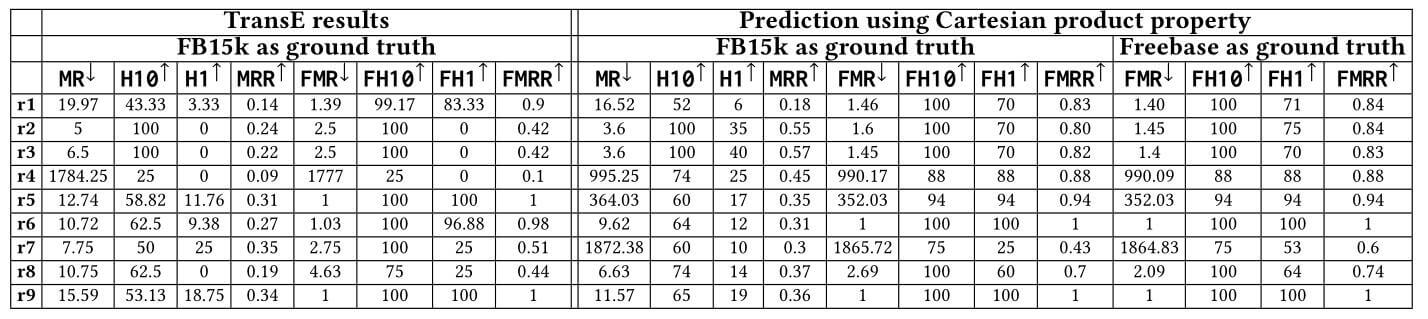 TransE results Prediction using Cartesian product property
FB15k as ground truth FB15k as ground truth Freebase as ground truth
MR↓ H10↑ H1↑ MRR↑ FMR↓ FH10↑ FH1↑ FMRR↑ MR↓ H10↑ H1↑ MRR↑ FMR↓ FH10↑ FH1↑ FMRR↑ FMR↓ FH10↑ FH1↑ FMRR↑
r1 19.97 43.33 3.33 0.14 1.39 99.17 83.33 0.9 16.52 52 6 0.18 1.46 100 70 0.83 1.40 100 71 0.84
r2 5 100 0 0.24 2.5 100 0 0.42 3.6 100 35 0.55 1.6 100 70 0.80 1.45 100 75 0.84
r3 6.5 100 0 0.22 2.5 100 0 0.42 3.6 100 40 0.57 1.45 100 70 0.82 1.4 100 70 0.83
r4 1784.25 25 0 0.09 1777 25 0 0.1 995.25 74 25 0.45 990.17 88 88 0.88 990.09 88 88 0.88
r5 12.74 58.82 11.76 0.31 1 100 100 1 364.03 60 17 0.35 352.03 94 94 0.94 352.03 94 94 0.94
r6 10.72 62.5 9.38 0.31 1.03 100 96.88 0.98 9.62 64 12 0.31 1 100 100 1 1 100 100 1
r7 7.75 50 25 0.35 2.75 100 25 0.51 1872.38 60 10 0.3 1865.72 75 25 0.43 1864.83 75 53 0.6
r8 10.75 62.5 0 0.19 4.63 75 25 0.44 6.63 74 14 0.37 2.69 100 60 0.7 2.09 100 64 0.74
r9 15.59 53.13 18.75 0.34 1 100 100 1 11.57 65 19 0.36 1 100 100 1 1 100 100 1